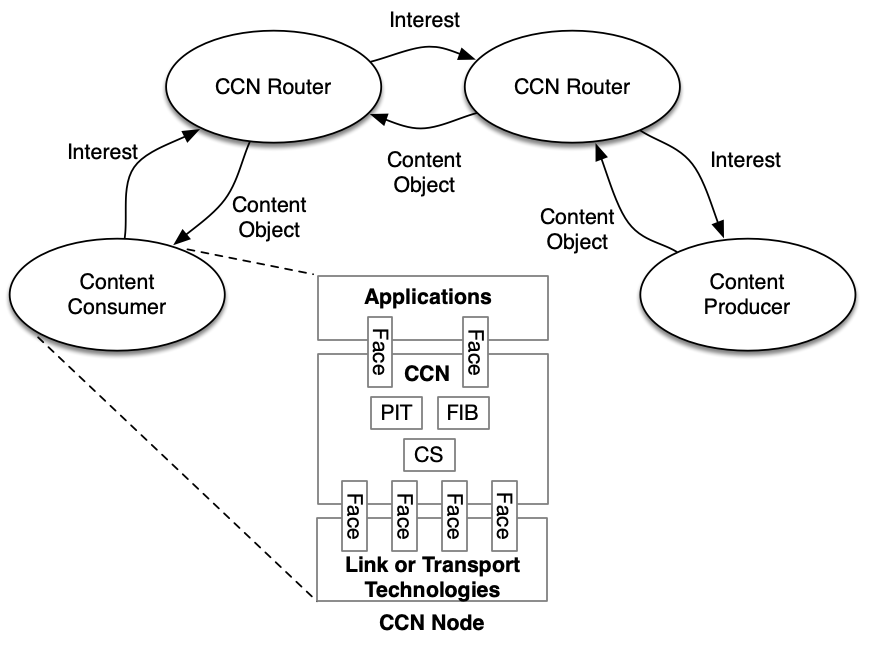 Interest
CCN Router
CCN Router
Interest
Content
Object
Interest
Content
Object
Content
Object
Content
Consumer
Content
Producer
Applications
Face
Face
CCN
PIT
FIB
CS
Face
Face
Face
Face
Link or Transport
Technologies
CCN Node